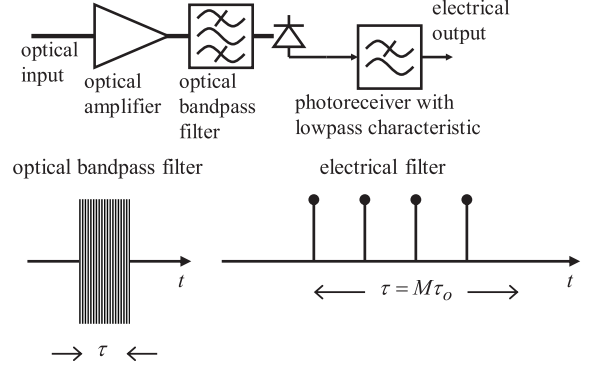 electrical
output
optical
input
optical
amplifier
optical
bandpass
filter
photoreceiver with
lowpass characteristic
optical bandpass filter
electrical filter
t
t
τ = Mτₒ
τ